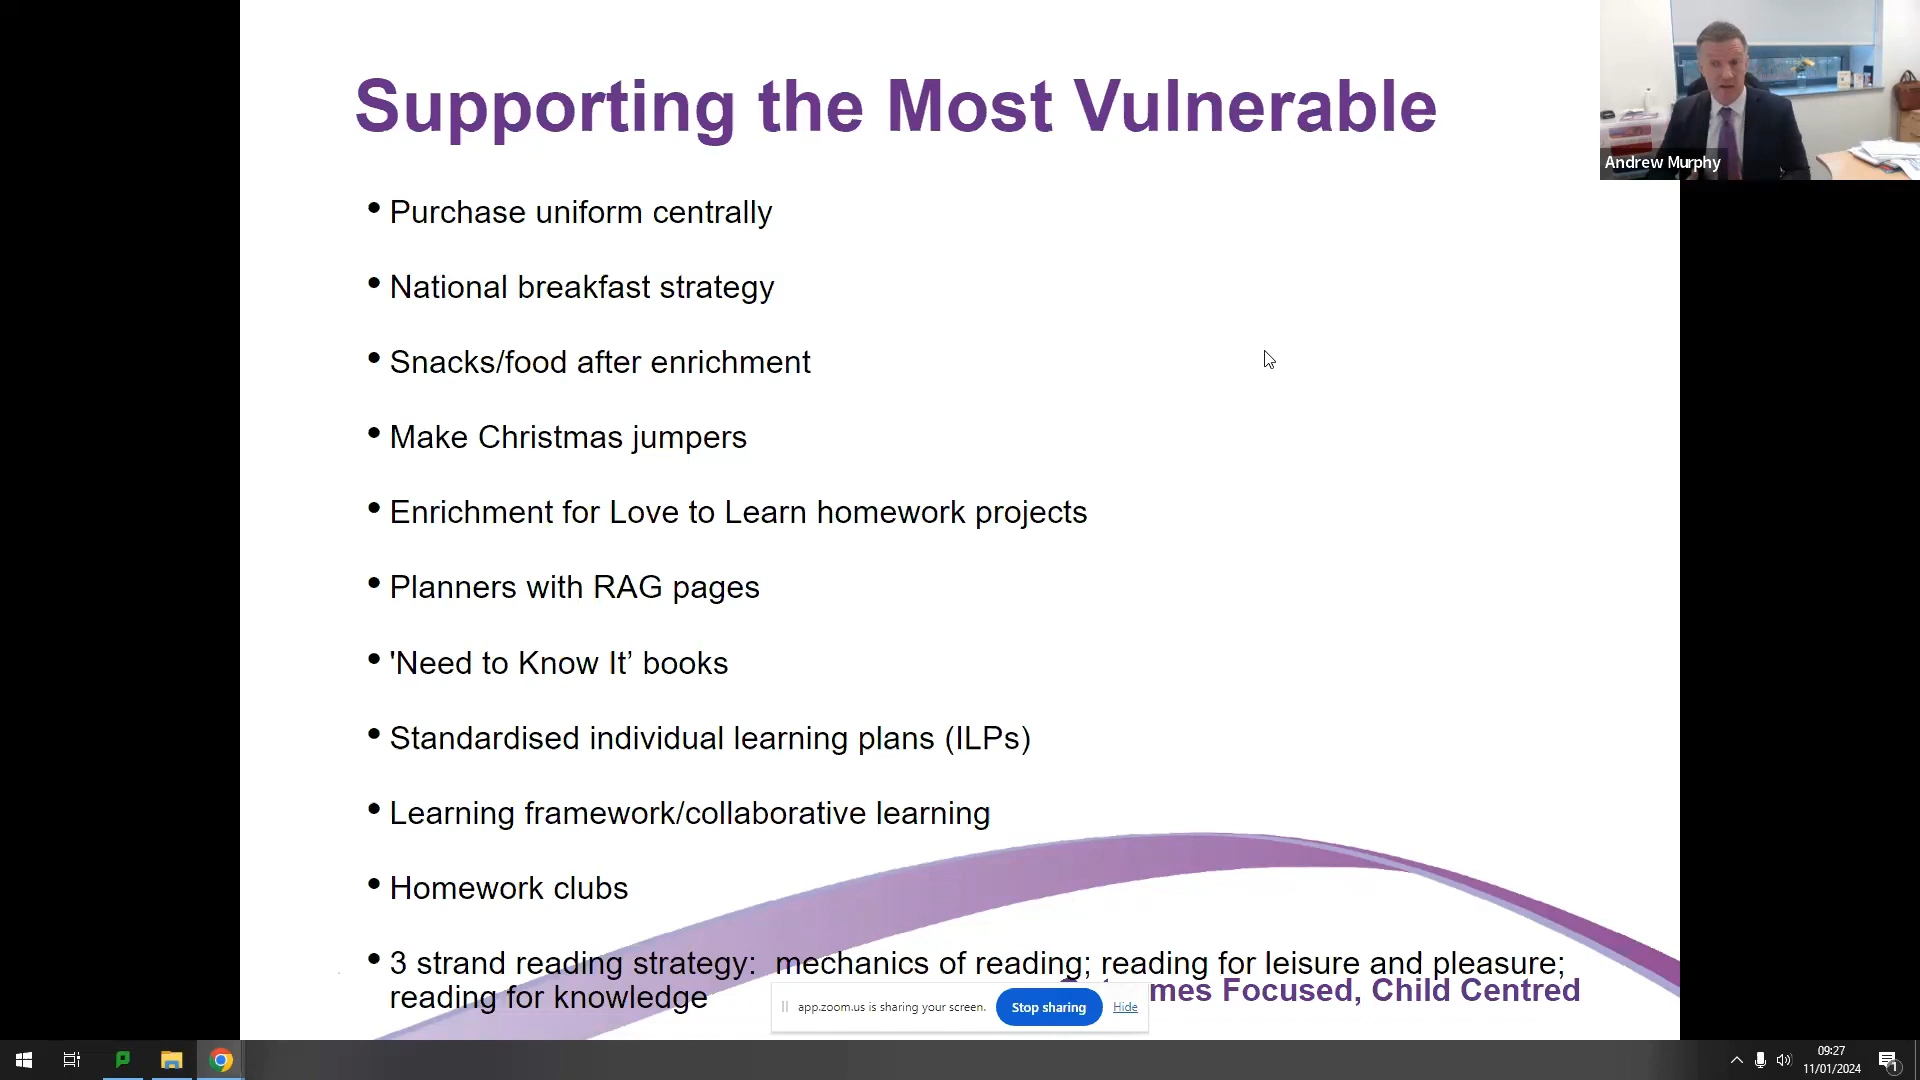 Supporting the Most Vulnerable
Andrew Murphy
• Purchase uniform centrally
• National breakfast strategy
• Snacks/food after enrichment
• Make Christmas jumpers
• Enrichment for Love to Learn homework projects
• Planners with RAG pages
• 'Need to Know It’ books
• Standardised individual learning plans (ILPs)
• Learning framework/collaborative learning
• Homework clubs
• 3 strand reading strategy:  mechanics of reading; reading for leisure and pleasure;
reading for knowledge
mes Focused, Child Centred
app.zoom.us is sharing your screen.
Stop sharing
Hide
09:27
11/01/2024
1